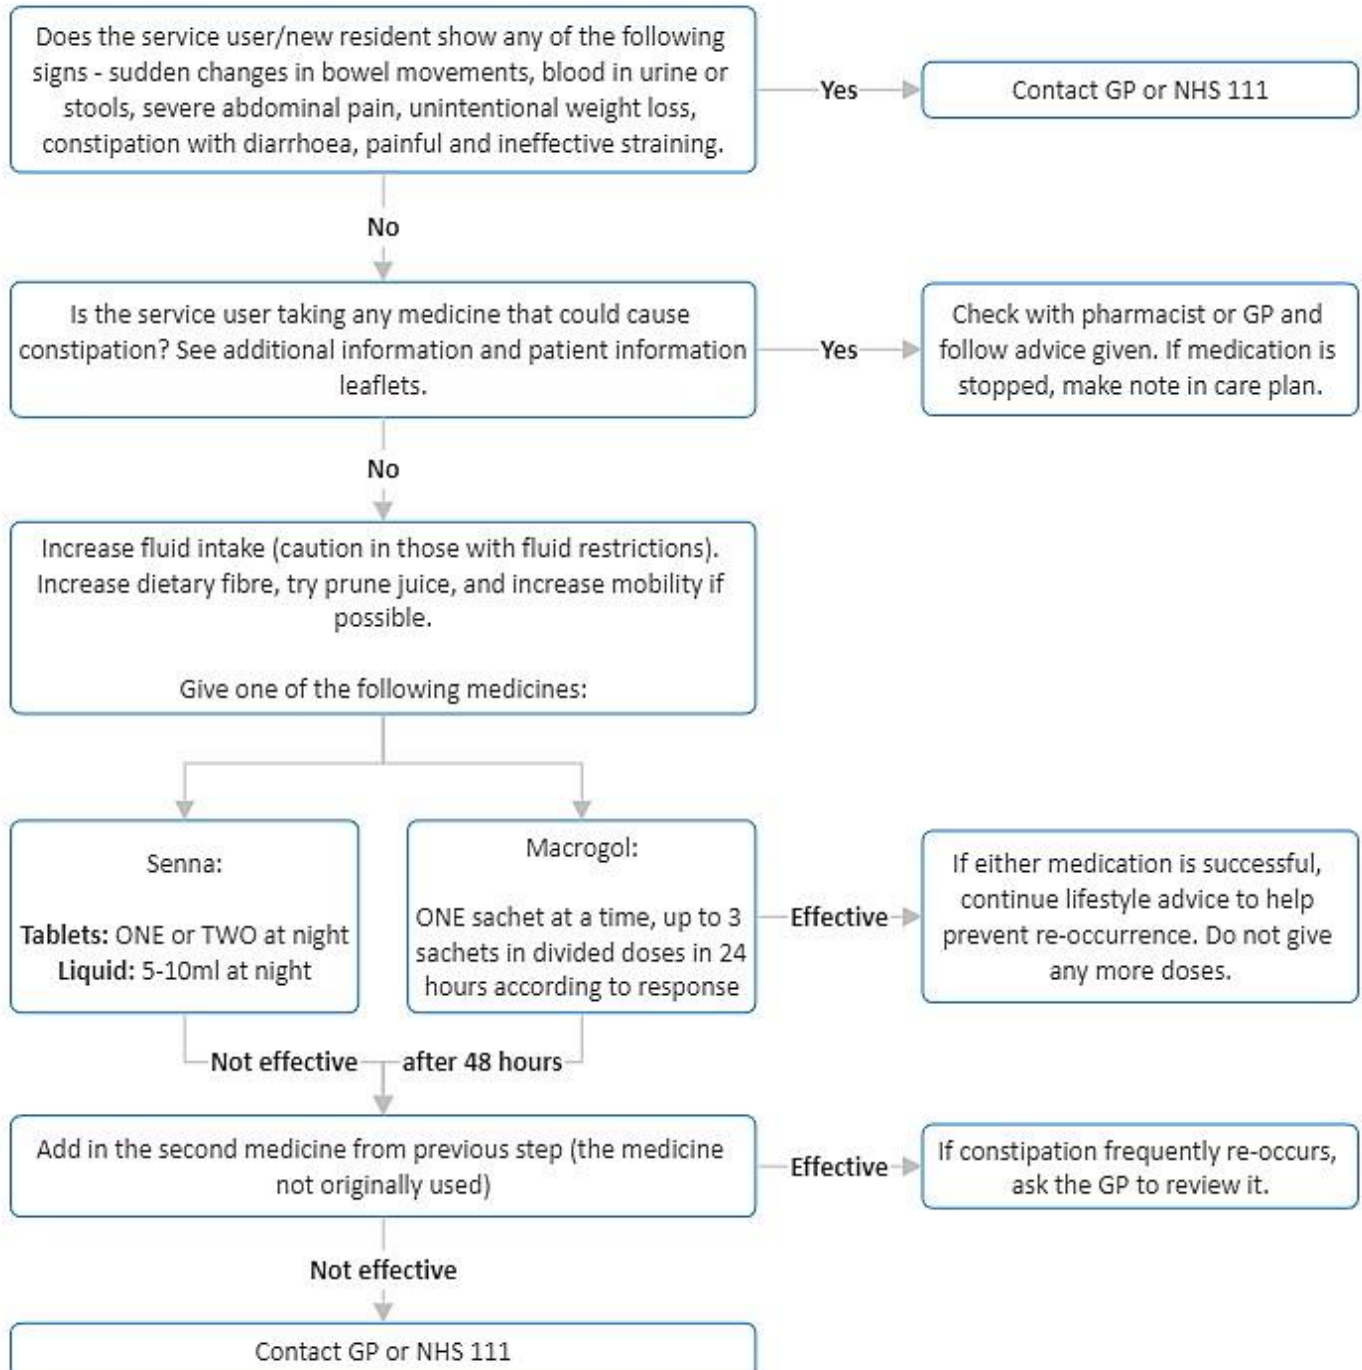 Does the service user/new resident show any of the following
signs - sudden changes in bowel movements, blood in urine or
stools, severe abdominal pain, unintentional weight loss,
constipation with diarrhoea, painful and ineffective straining.
Yes
Contact GP or NHS 111
No
Is the service user taking any medicine that could cause
constipation? See additional information and patient information
leaflets.
Yes
Check with pharmacist or GP and
follow advice given. If medication is
stopped, make note in care plan.
No
Increase fluid intake (caution in those with fluid restrictions).
Increase dietary fibre, try prune juice, and increase mobility if
possible.
Give one of the following medicines:
Senna:
Tablets: ONE or TWO at night
Liquid: 5-10ml at night
Macrogol:
ONE sachet at a time, up to 3
sachets in divided doses in 24
hours according to response
Effective
If either medication is successful,
continue lifestyle advice to help
prevent re-occurrence. Do not give
any more doses.
Not effective
after 48 hours
Add in the second medicine from previous step (the medicine
not originally used)
Effective
If constipation frequently re-occurs,
ask the GP to review it.
Not effective
Contact GP or NHS 111